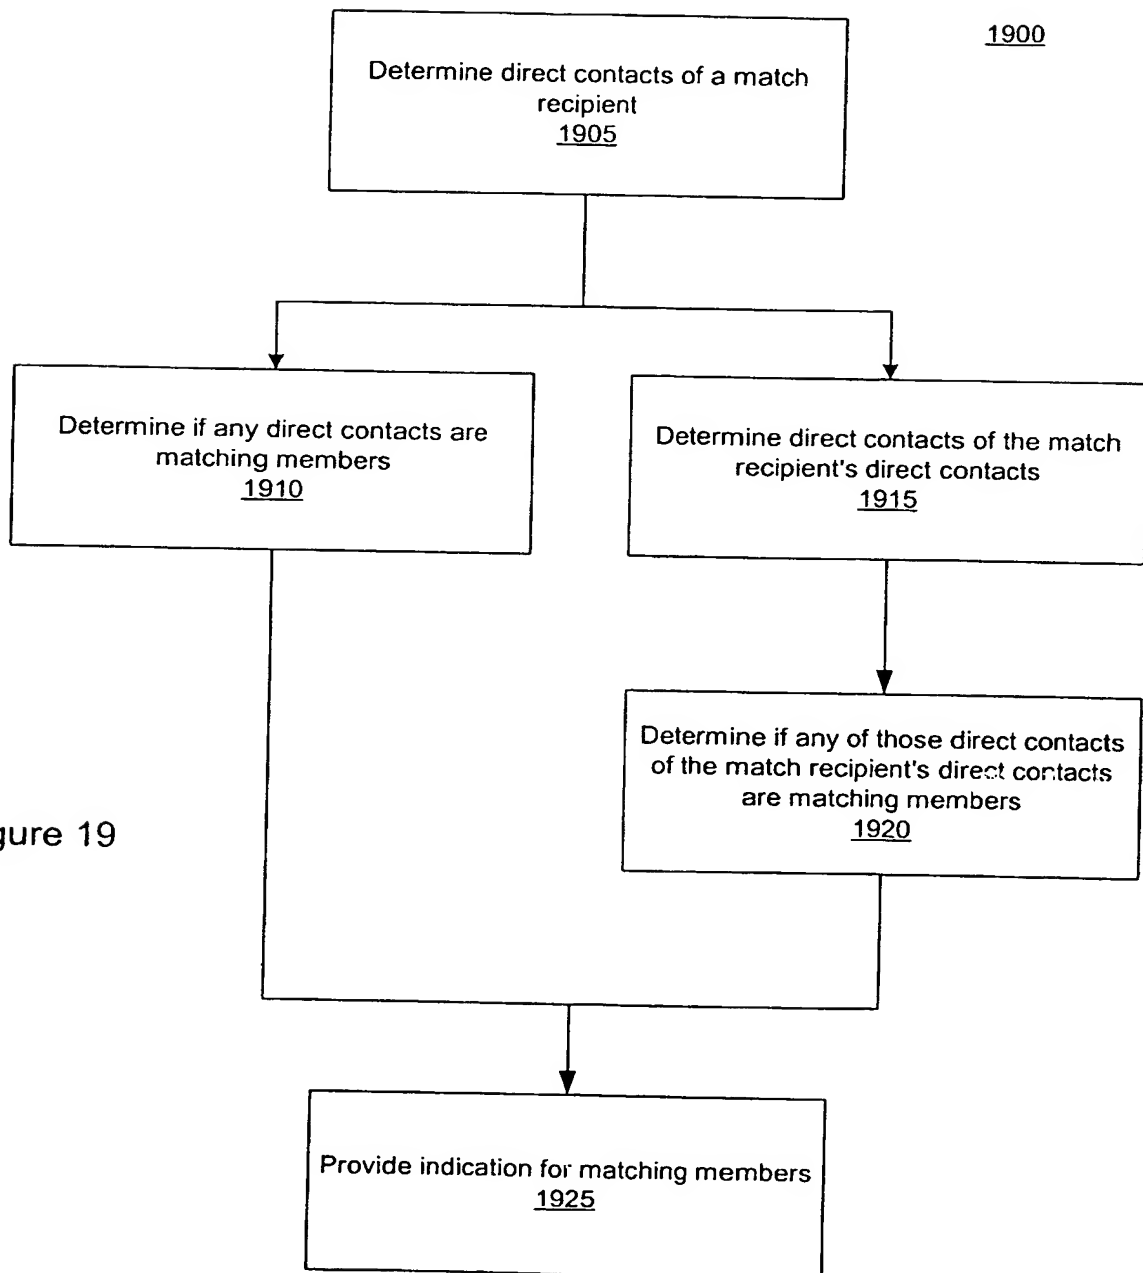 1900
Determine direct contacts of a match
recipient
1905
Determine if any direct contacts are
matching members
1910
Determine direct contacts of the match
recipient's direct contacts
1915
Determine if any of those direct contacts
of the match recipient's direct contacts
are matching members
1920
gure 19
Provide indication for matching members
1925